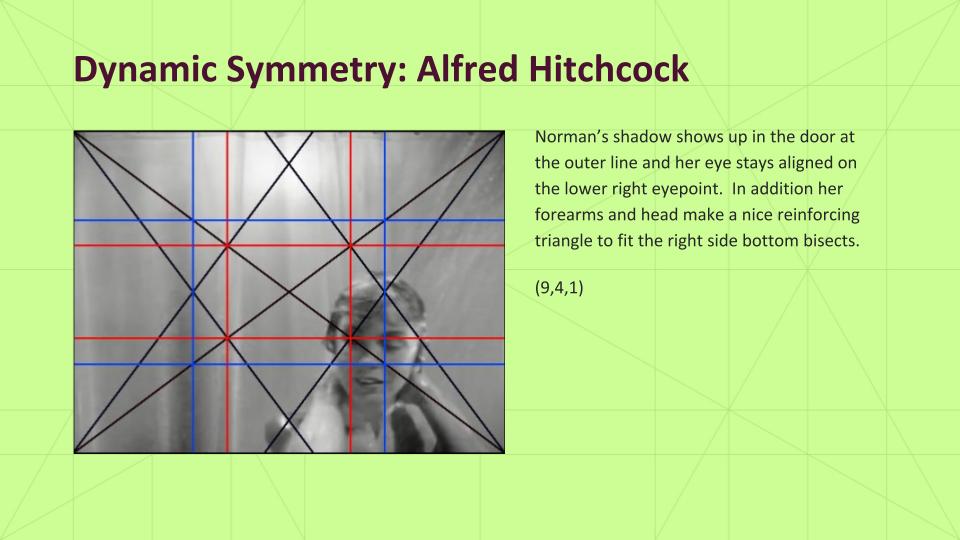 Dynamic Symmetry: Alfred Hitchcock
Norman’s shadow shows up in the door at
the outer line and her eye stays aligned on
the lower right eyepoint.  In addition her
forearms and head make a nice reinforcing
triangle to fit the right side bottom bisects.
(9,4,1)